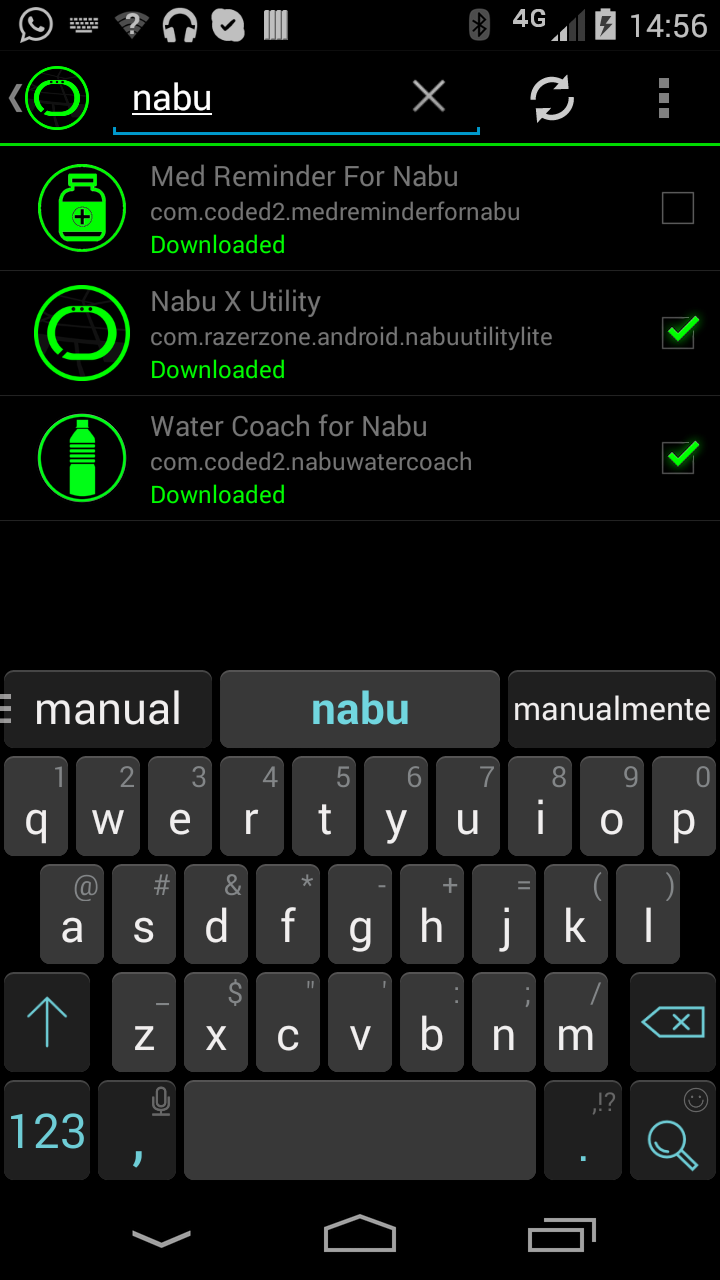 4G 14:56
nabu
Med Reminder For Nabu
com.coded2.medreminderfornabu
Downloaded
Nabu X Utility
com.razerzone.android.nabuutilitylite
Downloaded
Water Coach for Nabu
com.coded2.nabuwatercoach
Downloaded
manual nabu manualmente
1 2 3 4 5 6 7 8 9 0
q w e r t y u i o p
@ # & * - + = ( )
a s d f g h j k l
_ $ " ' : ; /
z x c v b n m
,!?
123 , .